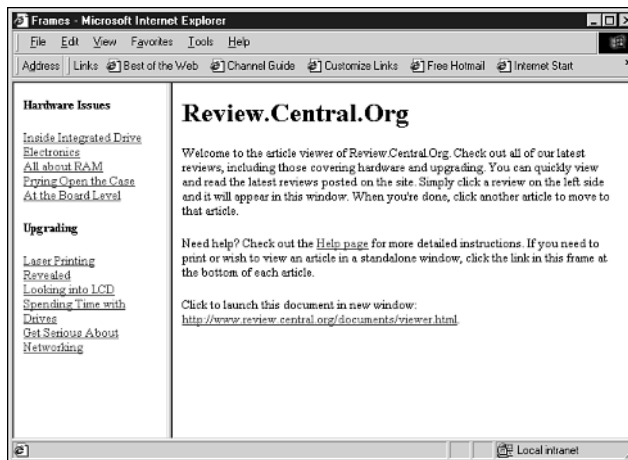 Frames - Microsoft Internet Explorer
File Edit View Favorites Tools Help
Address Links Best of the Web Channel Guide Customize Links Free Hotmail Internet Start
Hardware Issues
Inside Integrated Drive
Electronics
All about RAM
Prying Open the Case
At the Board Level
Upgrading
Laser Printing
Revealed
Looking into LCD
Spending Time with
Drives
Get Serious About
Networking
Review.Central.Org
Welcome to the article viewer of Review.Central.Org. Check out all of our latest
reviews, including those covering hardware and upgrading. You can quickly view
and read the latest reviews posted on the site. Simply click a review on the left side
and it will appear in this window. When you're done, click another article to move to
that article.
Need help? Check out the Help page for more detailed instructions. If you need to
print or wish to view an article in a standalone window, click the link in this frame at
the bottom of each article.
Click to launch this document in new window:
http://www.review.central.org/documents/viewer.html.
Local intranet